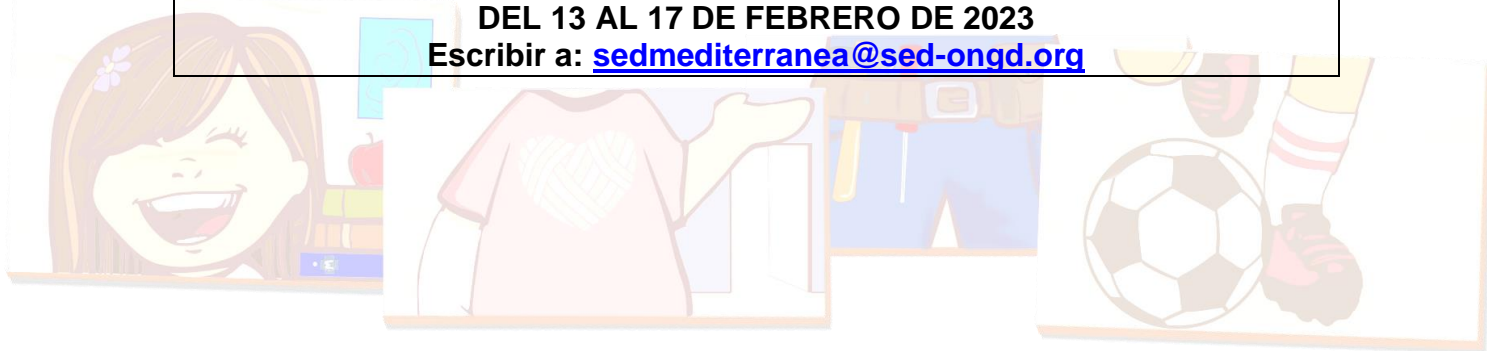 DEL 13 AL 17 DE FEBRERO DE 2023
Escribir a: sedmediterranea@sed-ongd.org